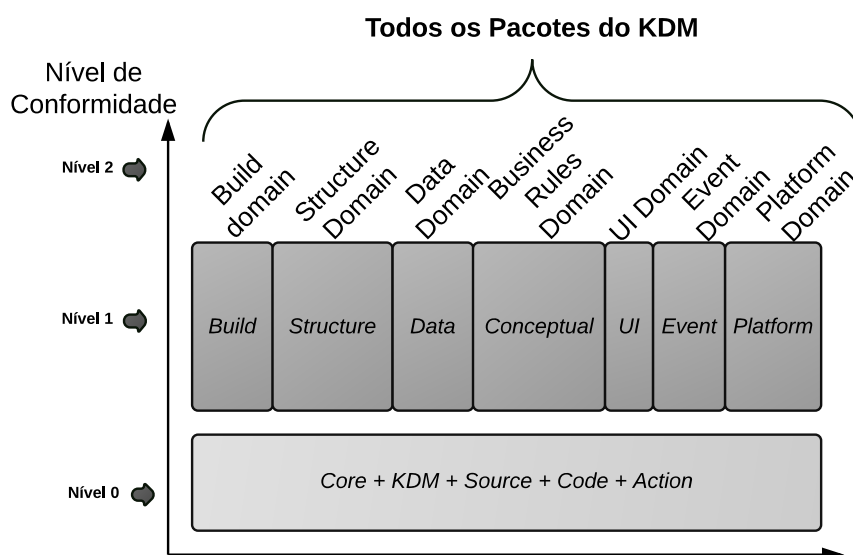 Todos os Pacotes do KDM
Nível de
Conformidade
Nível 2
Build
domain
Structure
Domain
Data
Domain
Business
Rules
Domain
UI Domain
Event
Domain
Platform
Domain
Nível 1
Build
Structure
Data
Conceptual
UI
Event
Platform
Nível 0
Core + KDM + Source + Code + Action